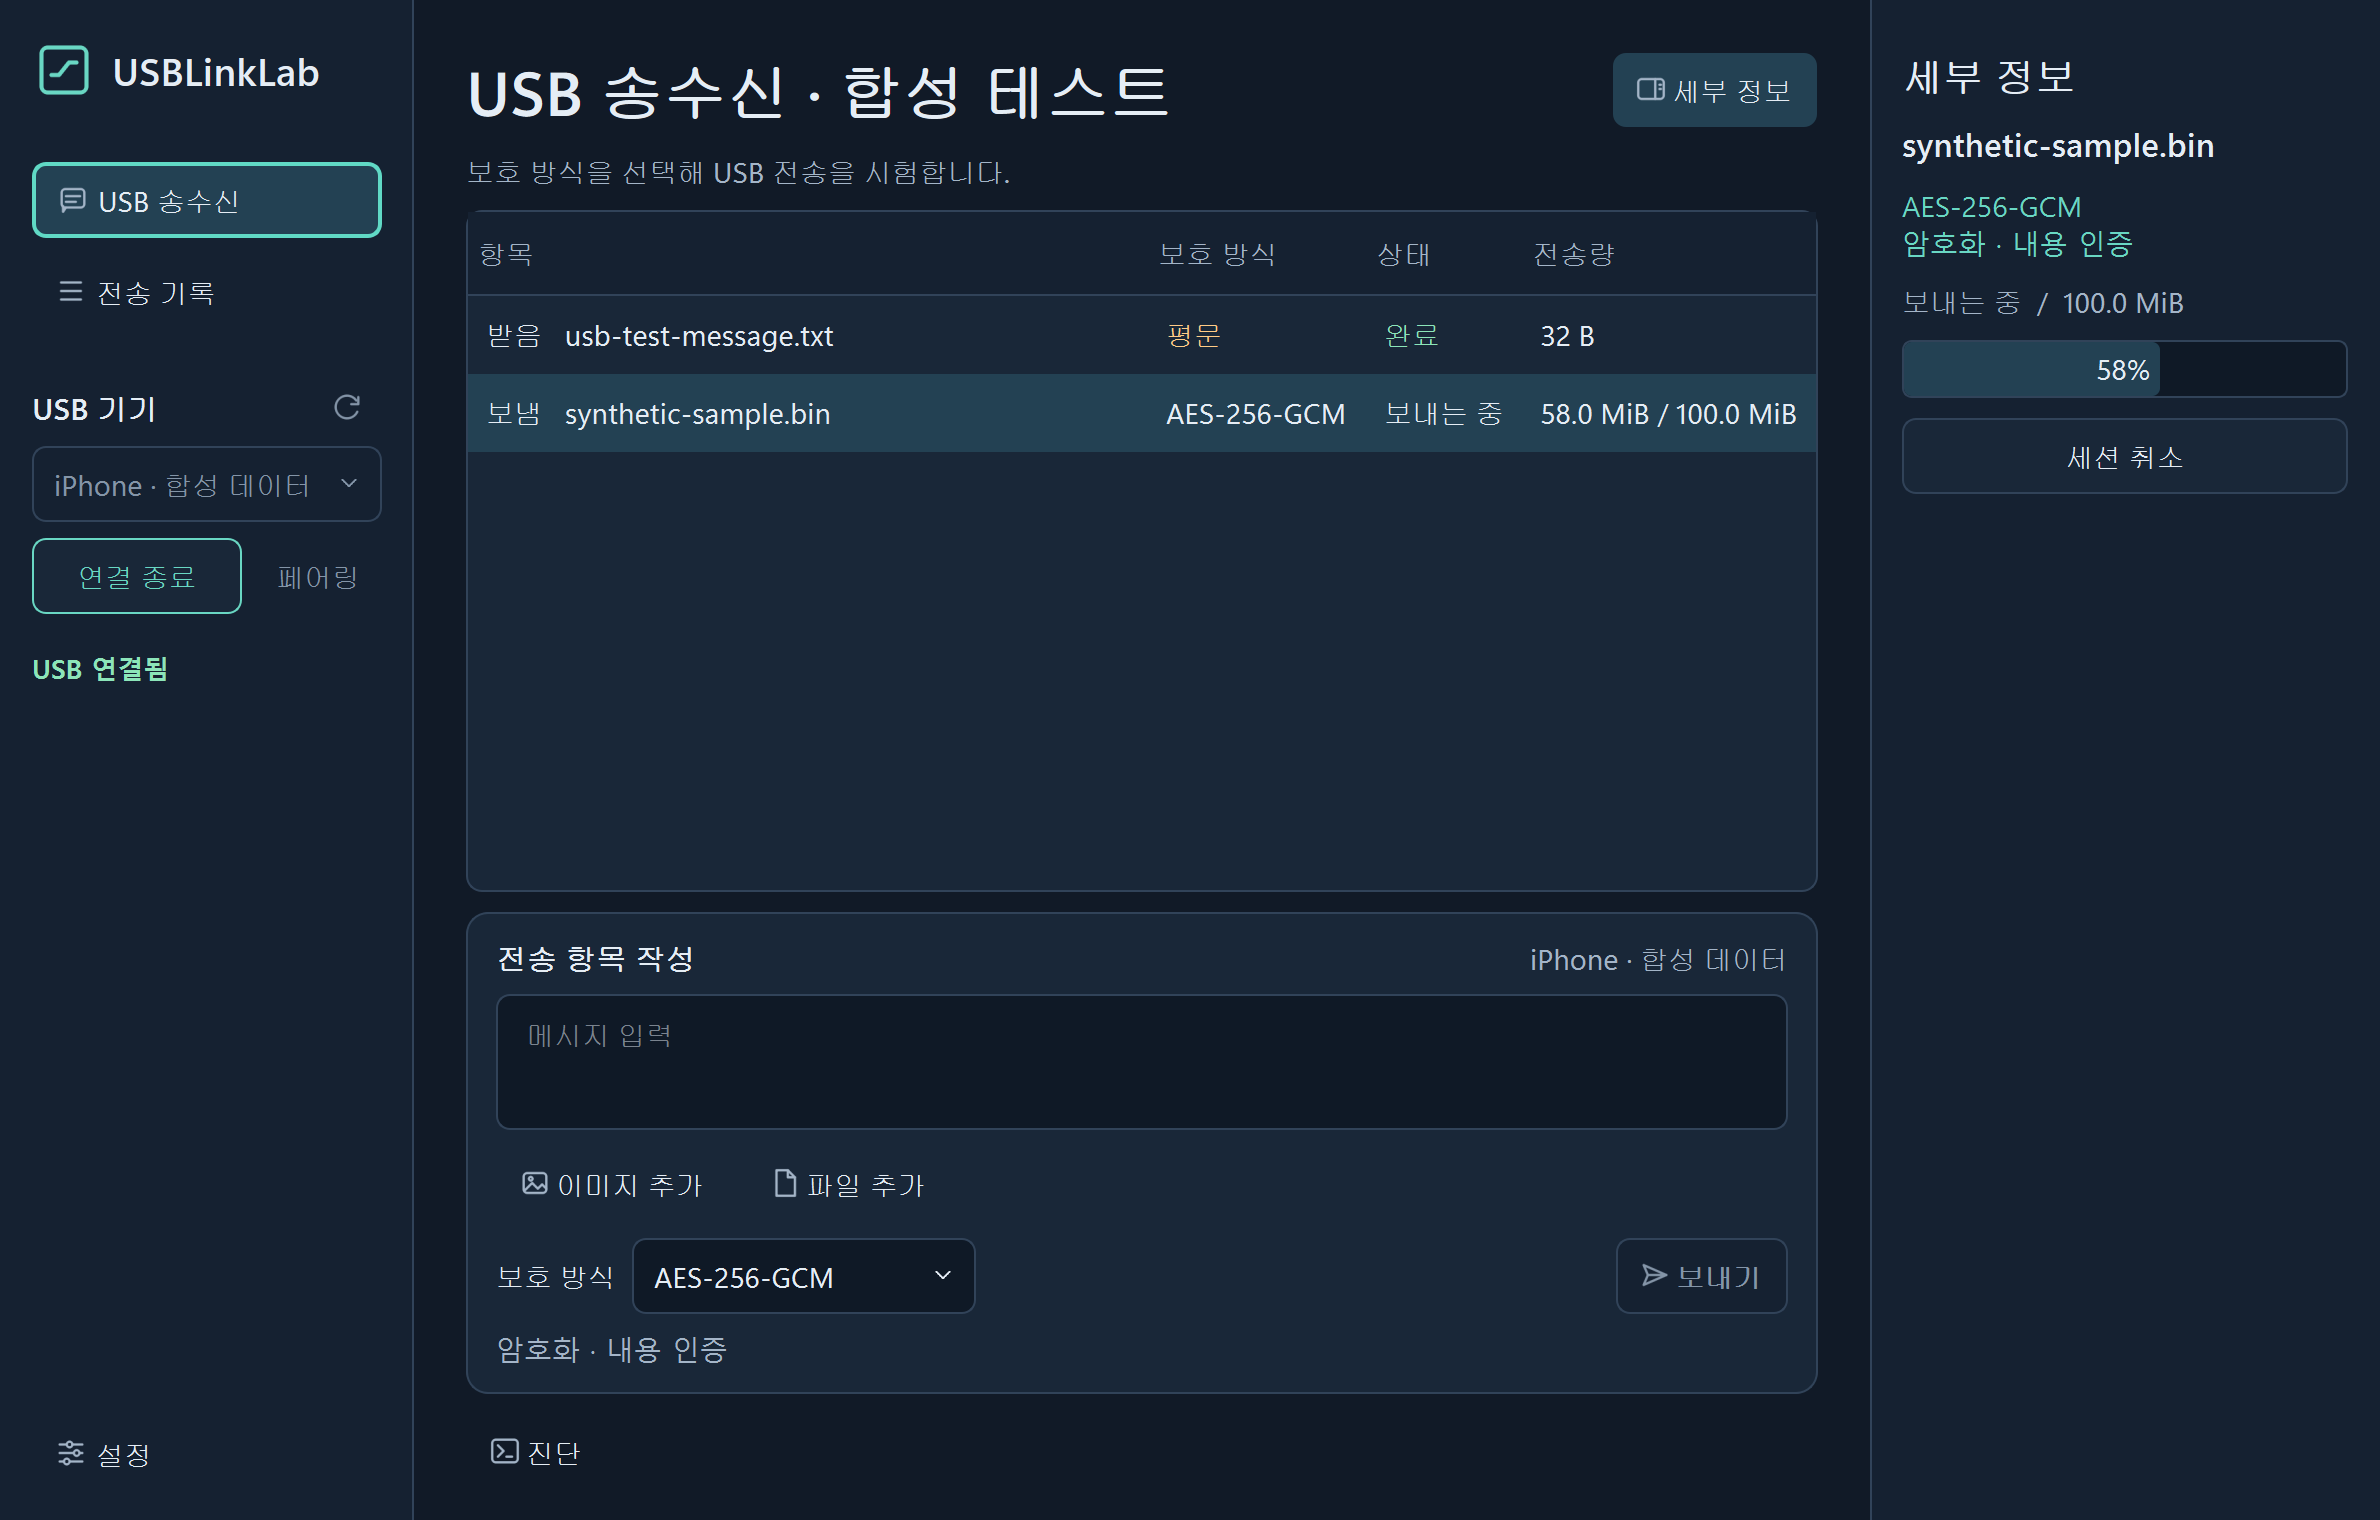 USBLinkLab
USB 송수신
전송 기록
USB 기기
iPhone · 합성 데이터
연결 종료
페어링
USB 연결됨
설정
USB 송수신 · 합성 테스트
세부 정보
보호 방식을 선택해 USB 전송을 시험합니다.
항목 보호 방식 상태 전송량
받음 usb-test-message.txt 평문 완료 32 B
보냄 synthetic-sample.bin AES-256-GCM 보내는 중 58.0 MiB / 100.0 MiB
전송 항목 작성
iPhone · 합성 데이터
메시지 입력
이미지 추가
파일 추가
보호 방식 AES-256-GCM
보내기
암호화 · 내용 인증
진단
세부 정보
synthetic-sample.bin
AES-256-GCM
암호화 · 내용 인증
보내는 중 / 100.0 MiB
58%
세션 취소